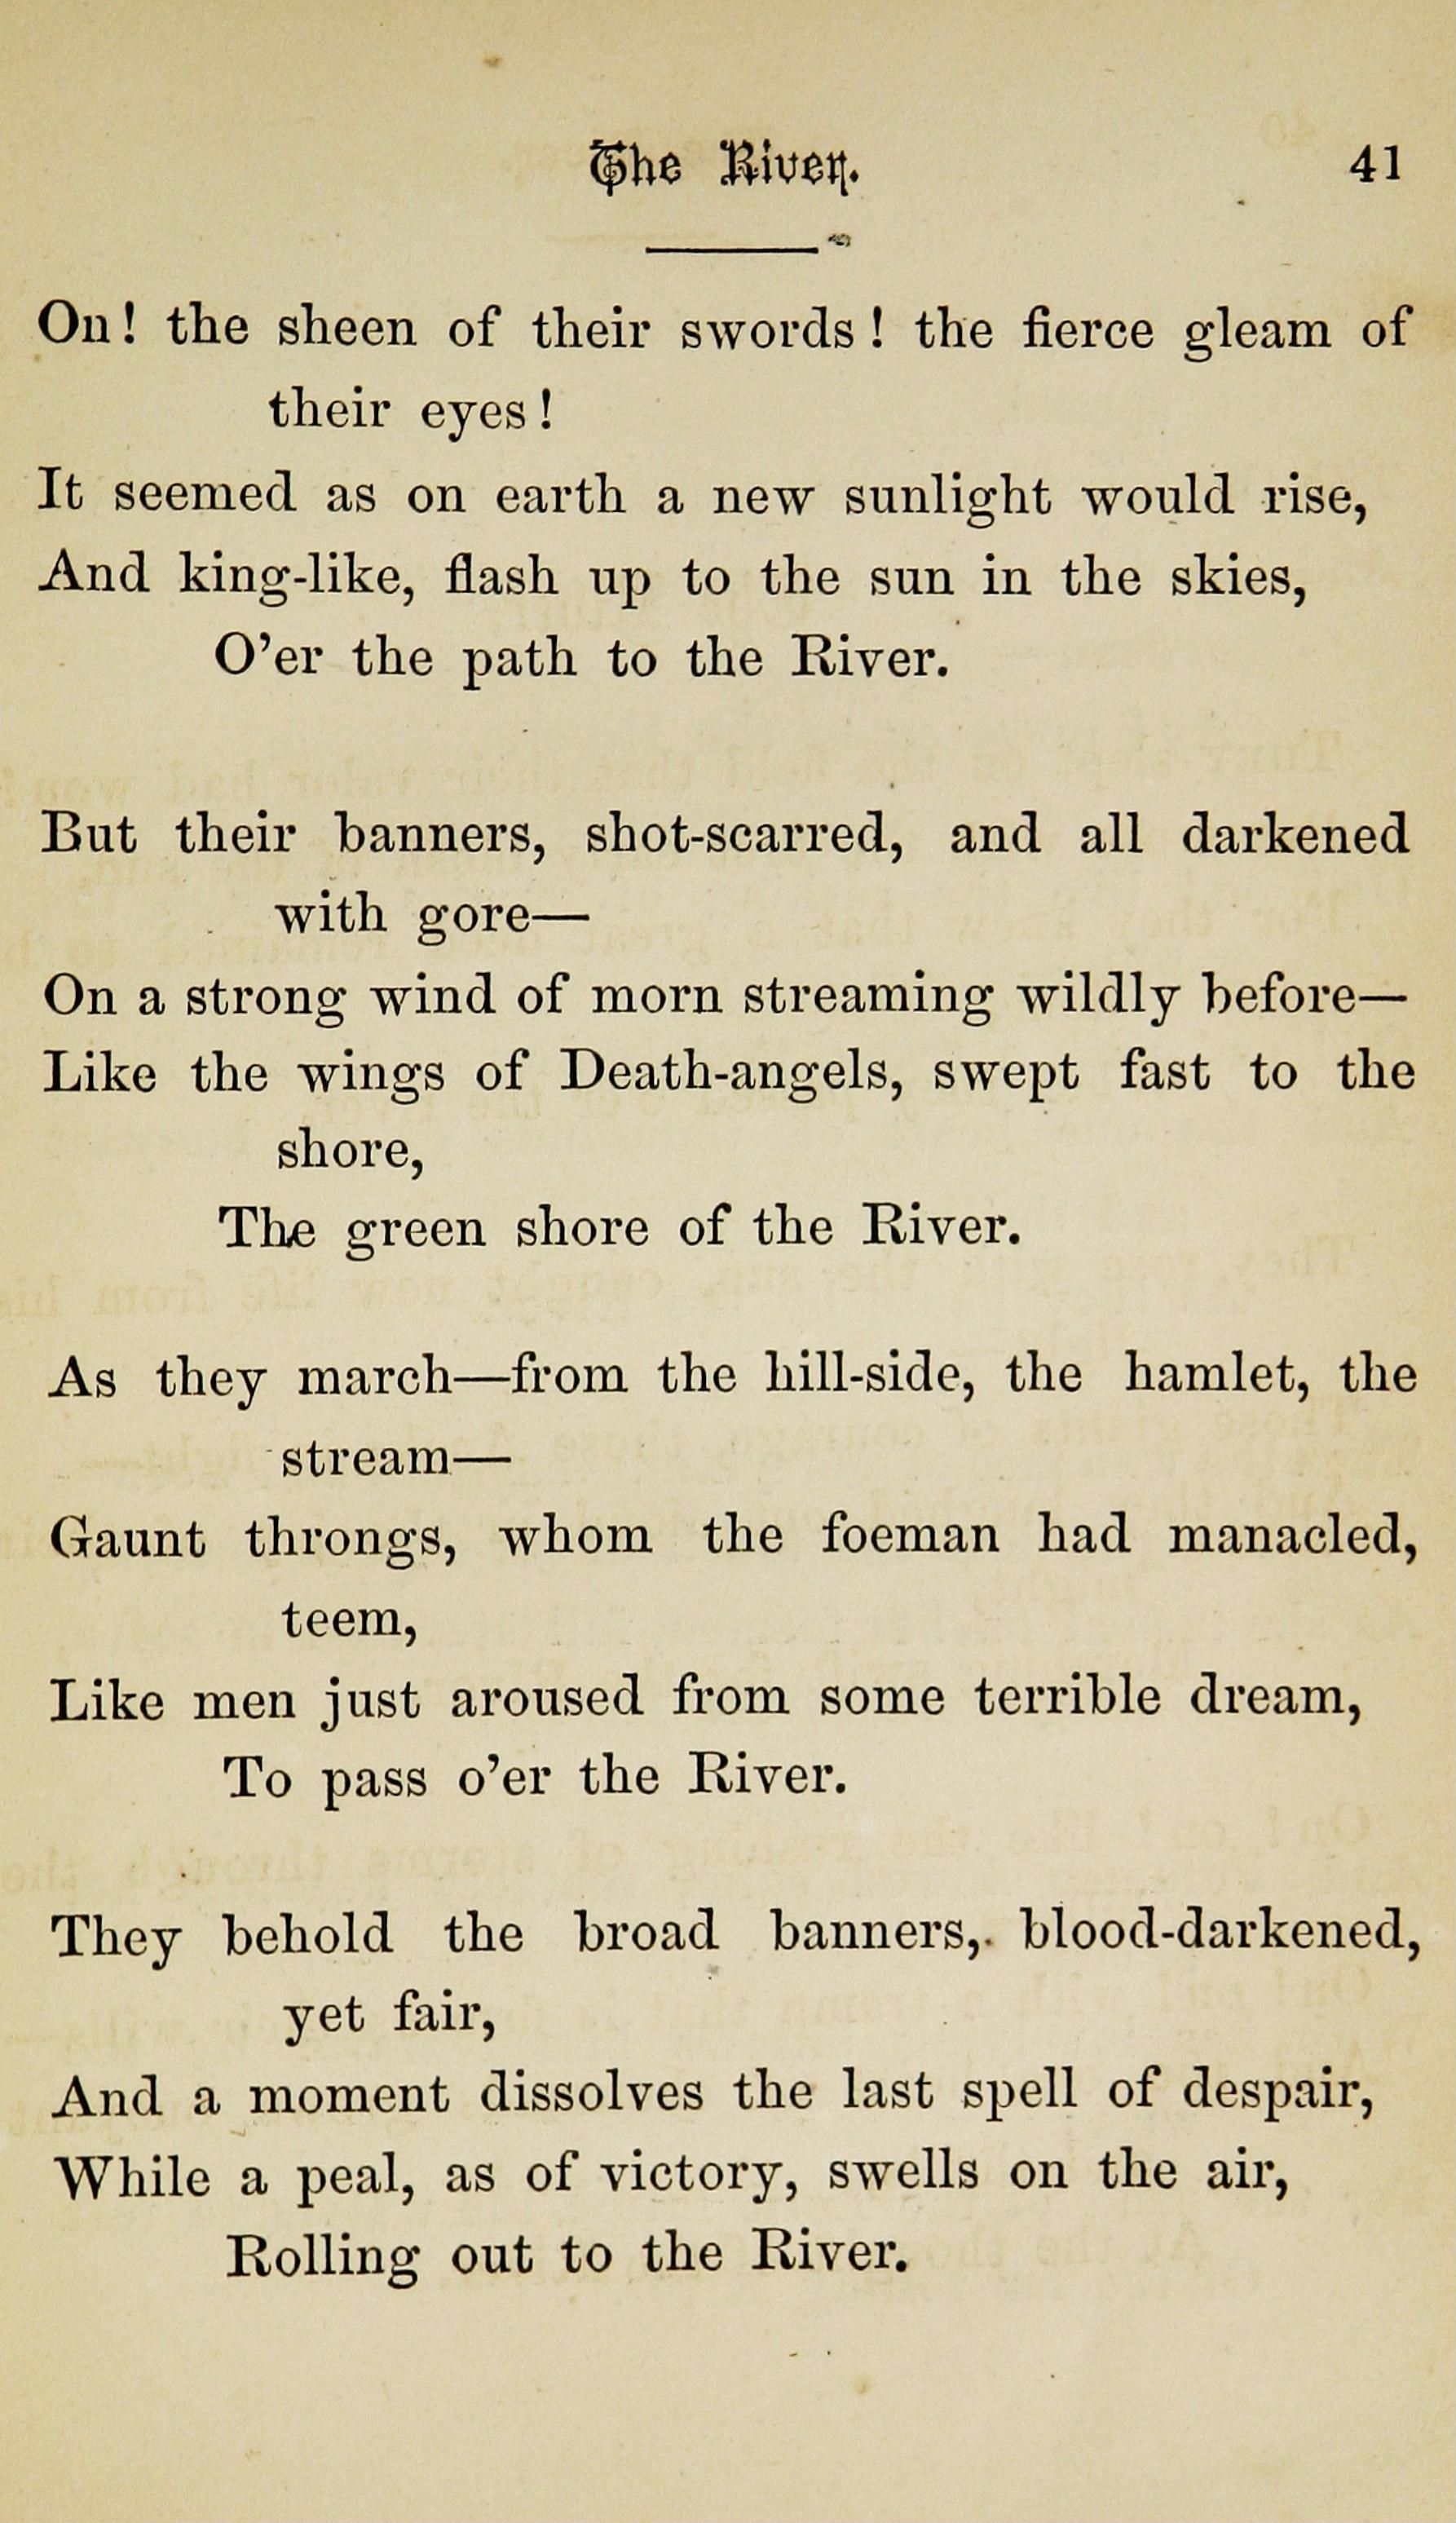 The River.
41
On! the sheen of their swords! the fierce gleam of
their eyes!
It seemed as on earth a new sunlight would rise,
And king-like, flash up to the sun in the skies,
O'er the path to the River.
But their banners, shot-scarred, and all darkened
with gore—
On a strong wind of morn streaming wildly before—
Like the wings of Death-angels, swept fast to the
shore,
The green shore of the River.
As they march—from the hill-side, the hamlet, the
stream—
Gaunt throngs, whom the foeman had manacled,
teem,
Like men just aroused from some terrible dream,
To pass o'er the River.
They behold the broad banners, blood-darkened,
yet fair,
And a moment dissolves the last spell of despair,
While a peal, as of victory, swells on the air,
Rolling out to the River.